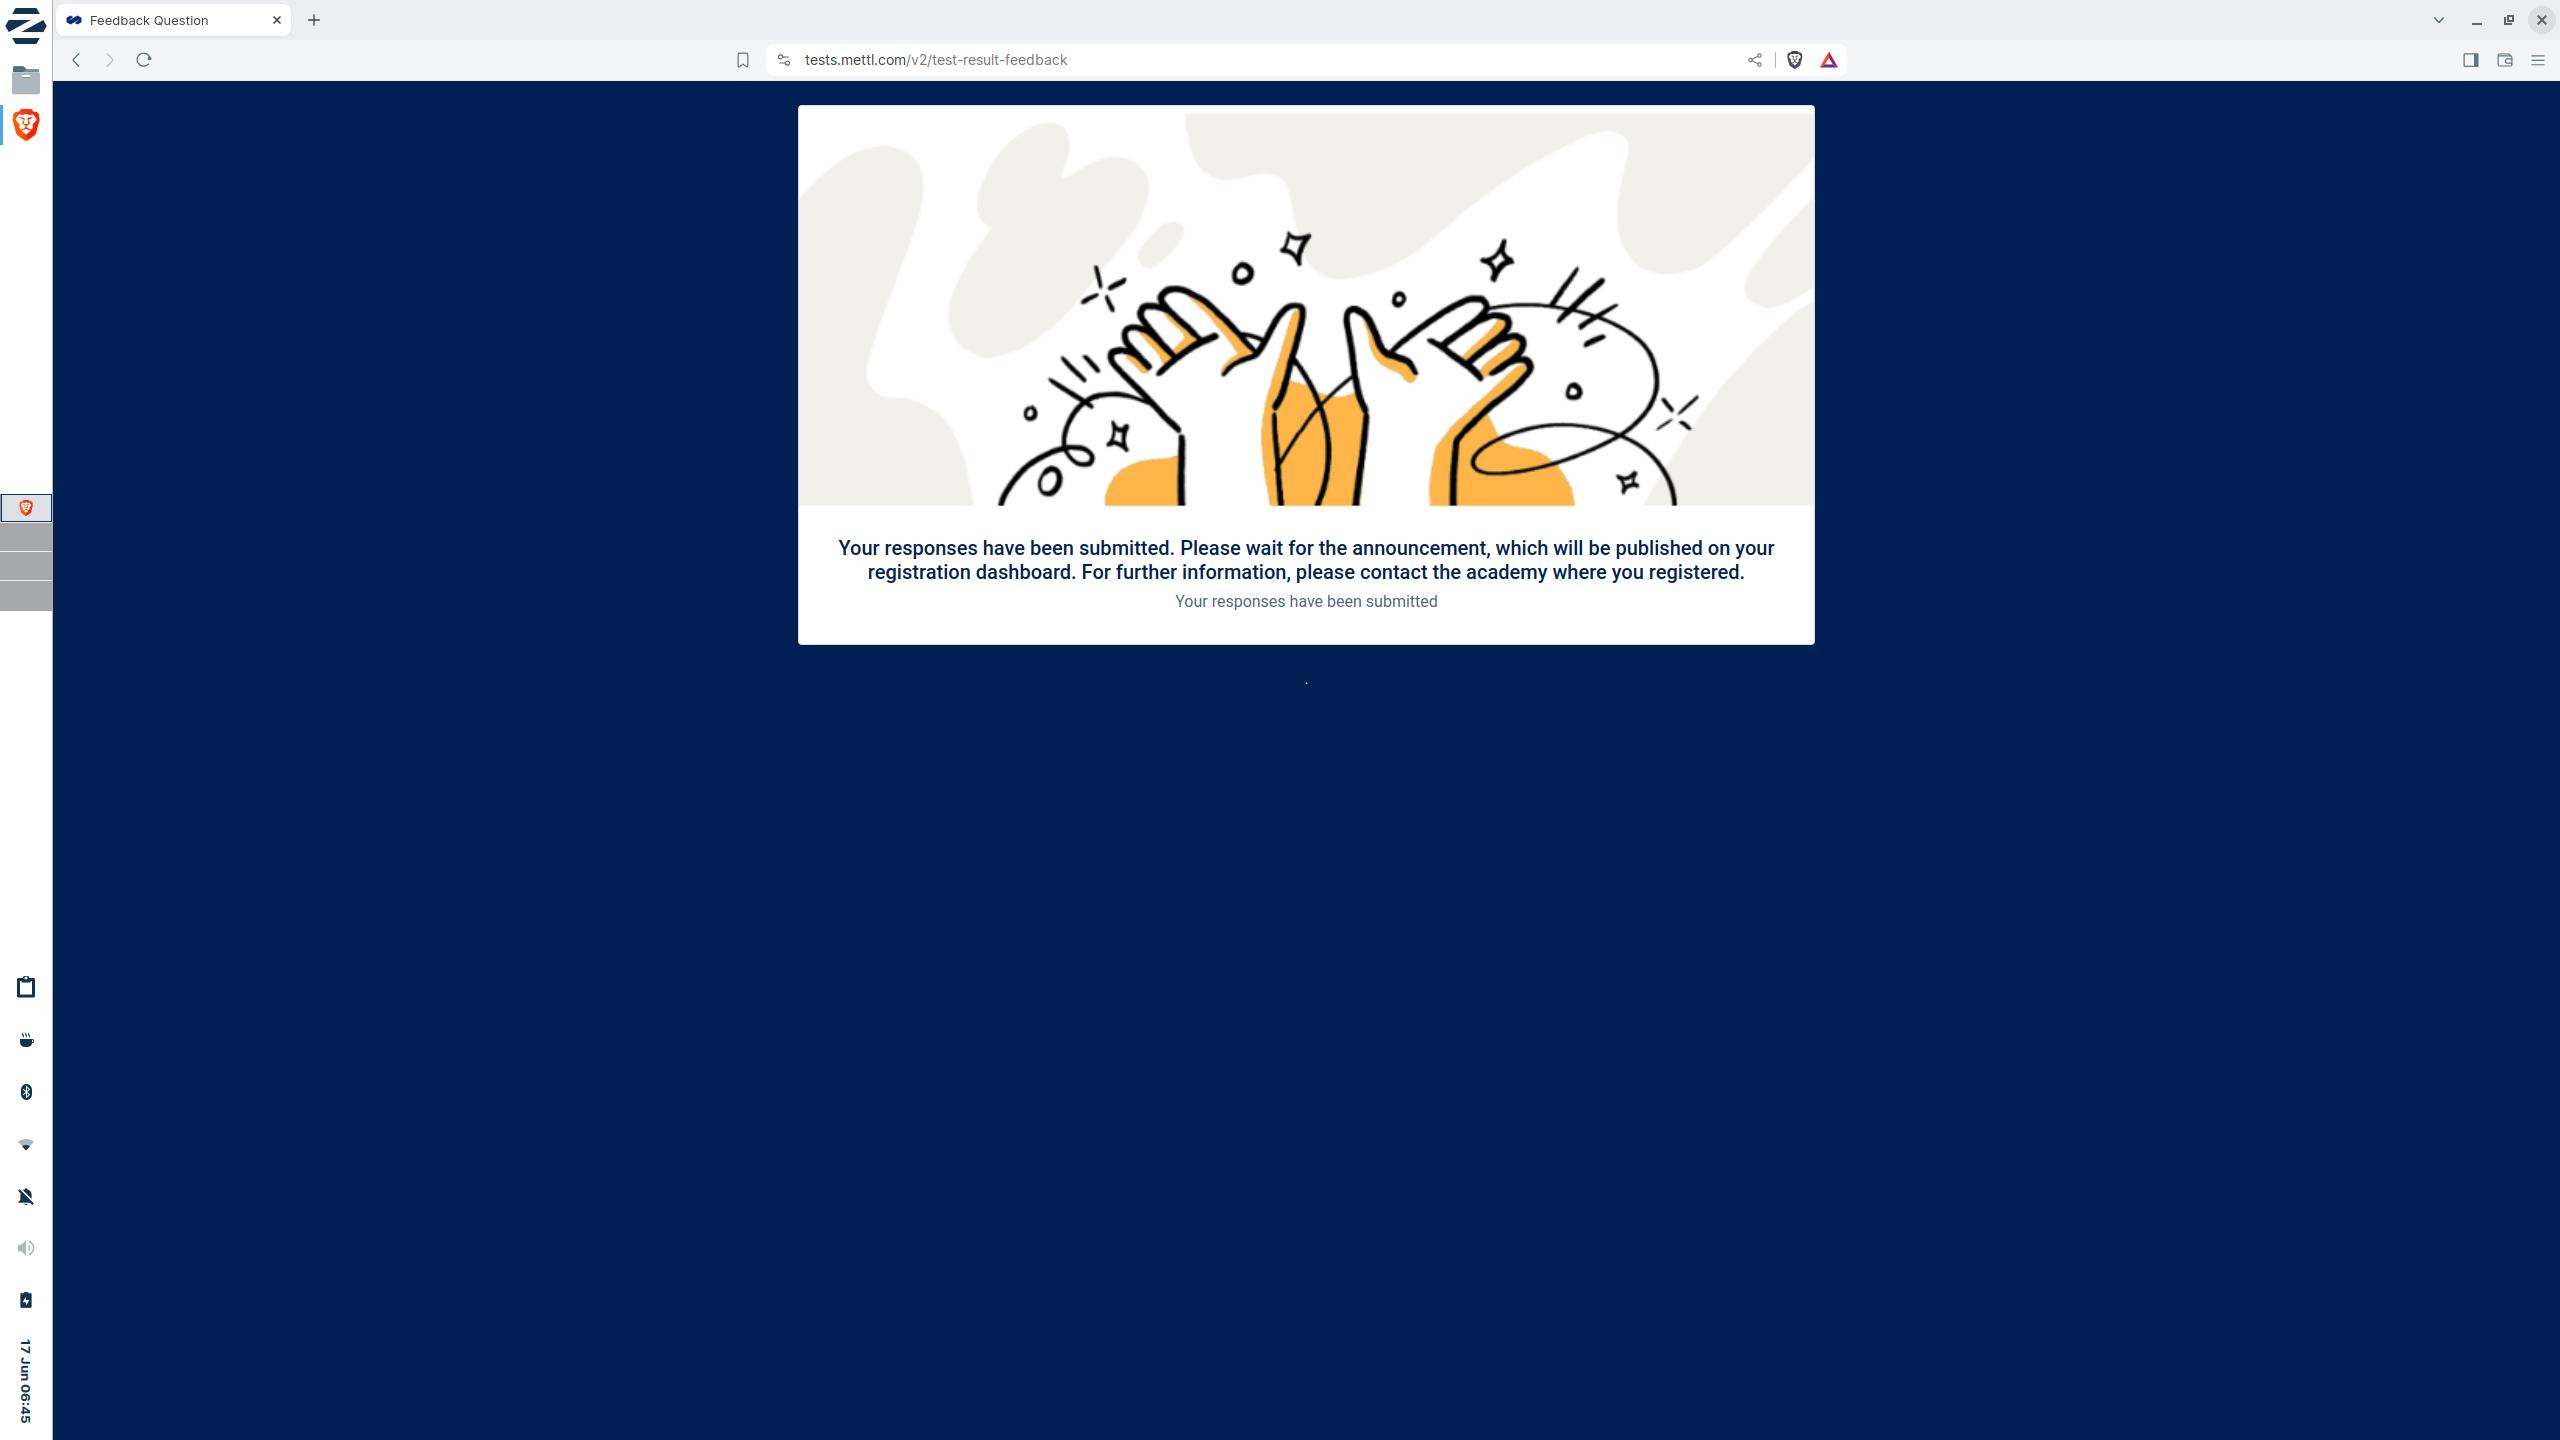 Feedback Question
tests.mettl.com/v2/test-result-feedback
Your responses have been submitted. Please wait for the announcement, which will be published on your
registration dashboard. For further information, please contact the academy where you registered.
Your responses have been submitted
.
17 Jun 06:45